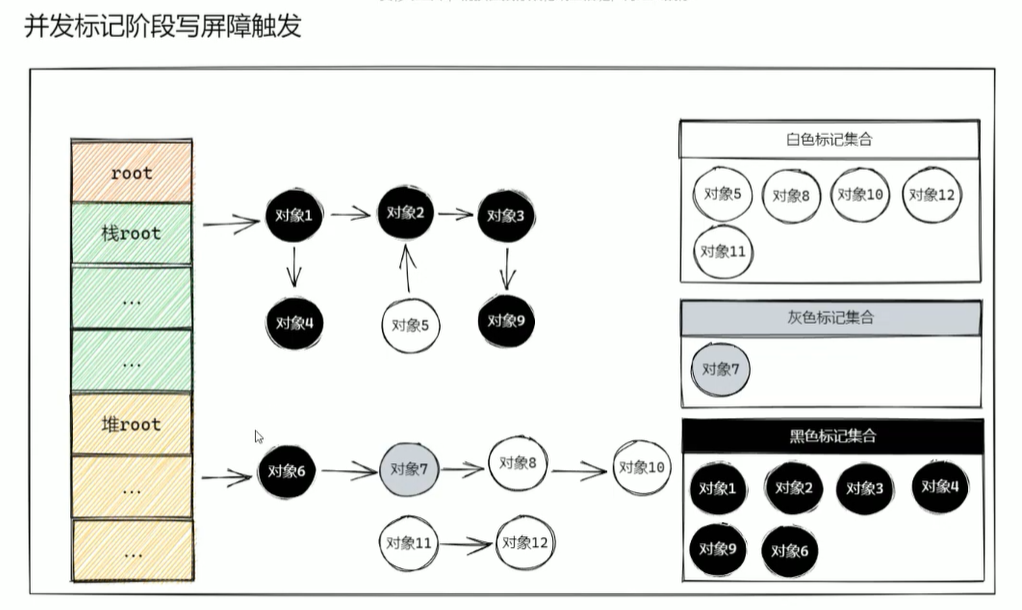 并发标记阶段写屏障触发
root
栈root
...
...
堆root
...
...
对象1
对象2
对象3
对象4
对象5
对象9
对象6
对象7
对象8
对象10
对象11
对象12
白色标记集合
对象5
对象8
对象10
对象12
对象11
灰色标记集合
对象7
黑色标记集合
对象1
对象2
对象3
对象4
对象9
对象6